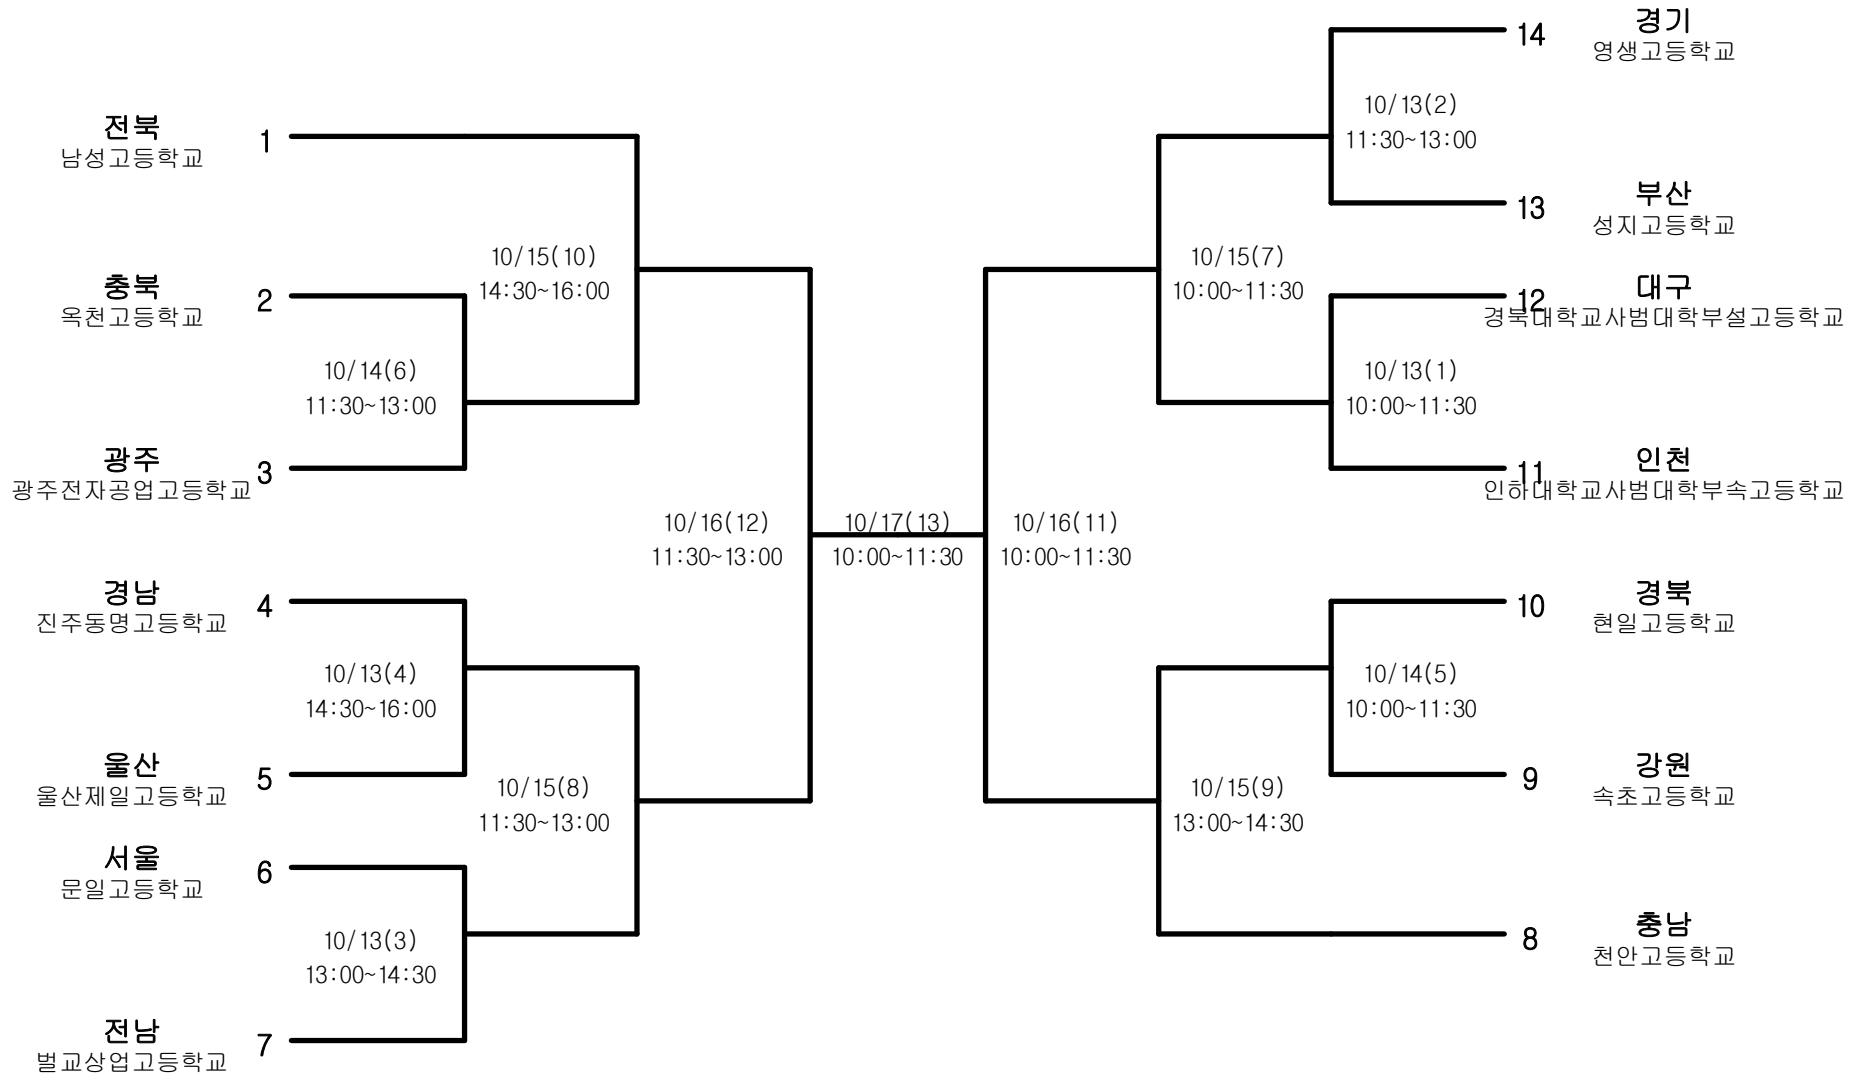 전북
남성고등학교
1
충북
옥천고등학교
2
10/14(6)
11:30~13:00
광주
광주전자공업고등학교
3
10/15(10)
14:30~16:00
경남
진주동명고등학교
4
10/13(4)
14:30~16:00
울산
울산제일고등학교
5
서울
문일고등학교
6
10/13(3)
13:00~14:30
전남
벌교상업고등학교
7
10/15(8)
11:30~13:00
10/16(12)
11:30~13:00
10/17(13)
10:00~11:30
10/16(11)
10:00~11:30
14
경기
영생고등학교
10/13(2)
11:30~13:00
13
부산
성지고등학교
10/15(7)
10:00~11:30
12
대구
경북대학교사범대학부설고등학교
10/13(1)
10:00~11:30
11
인천
인하대학교사범대학부속고등학교
10
경북
현일고등학교
10/14(5)
10:00~11:30
9
강원
속초고등학교
10/15(9)
13:00~14:30
8
충남
천안고등학교